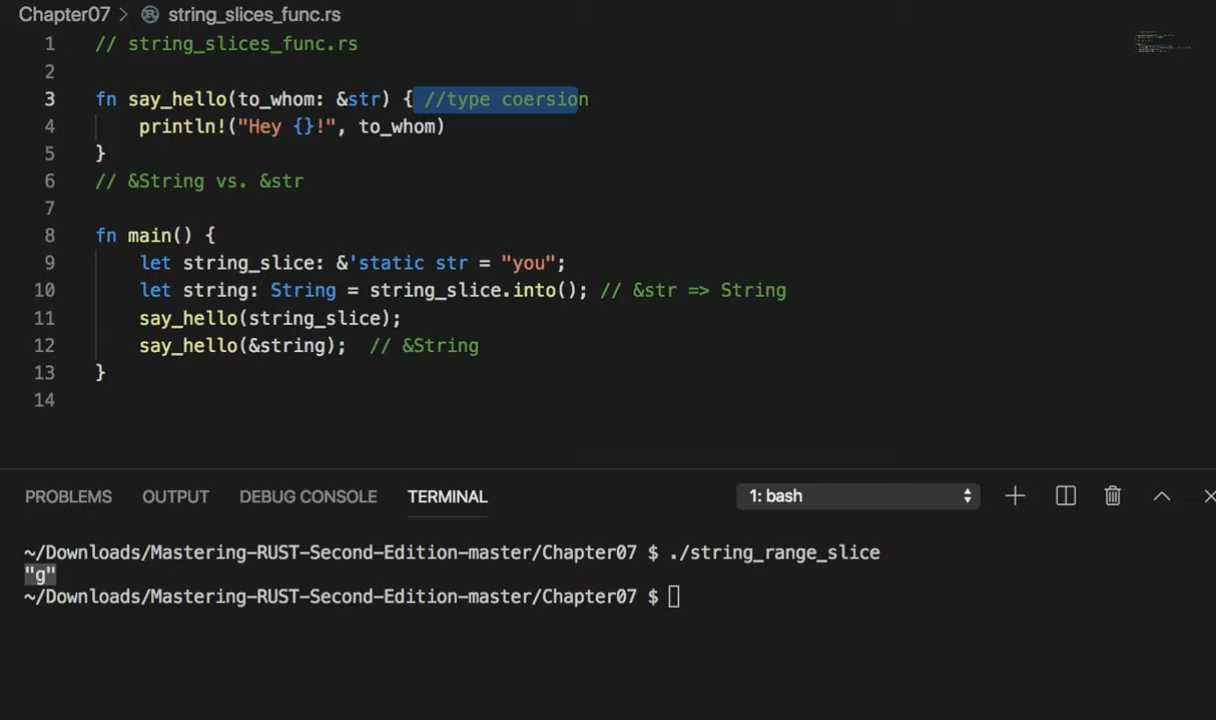 Chapter07 > string_slices_func.rs
1 // string_slices_func.rs
2
3 fn say_hello(to_whom: &str) { //type coersion
4 println!("Hey {}!", to_whom)
5 }
6 // &String vs. &str
7
8 fn main() {
9 let string_slice: &'static str = "you";
10 let string: String = string_slice.into(); // &str => String
11 say_hello(string_slice);
12 say_hello(&string); // &String
13 }
14
PROBLEMS OUTPUT DEBUG CONSOLE TERMINAL 1: bash
~/Downloads/Mastering-RUST-Second-Edition-master/Chapter07 $ ./string_range_slice
"g"
~/Downloads/Mastering-RUST-Second-Edition-master/Chapter07 $